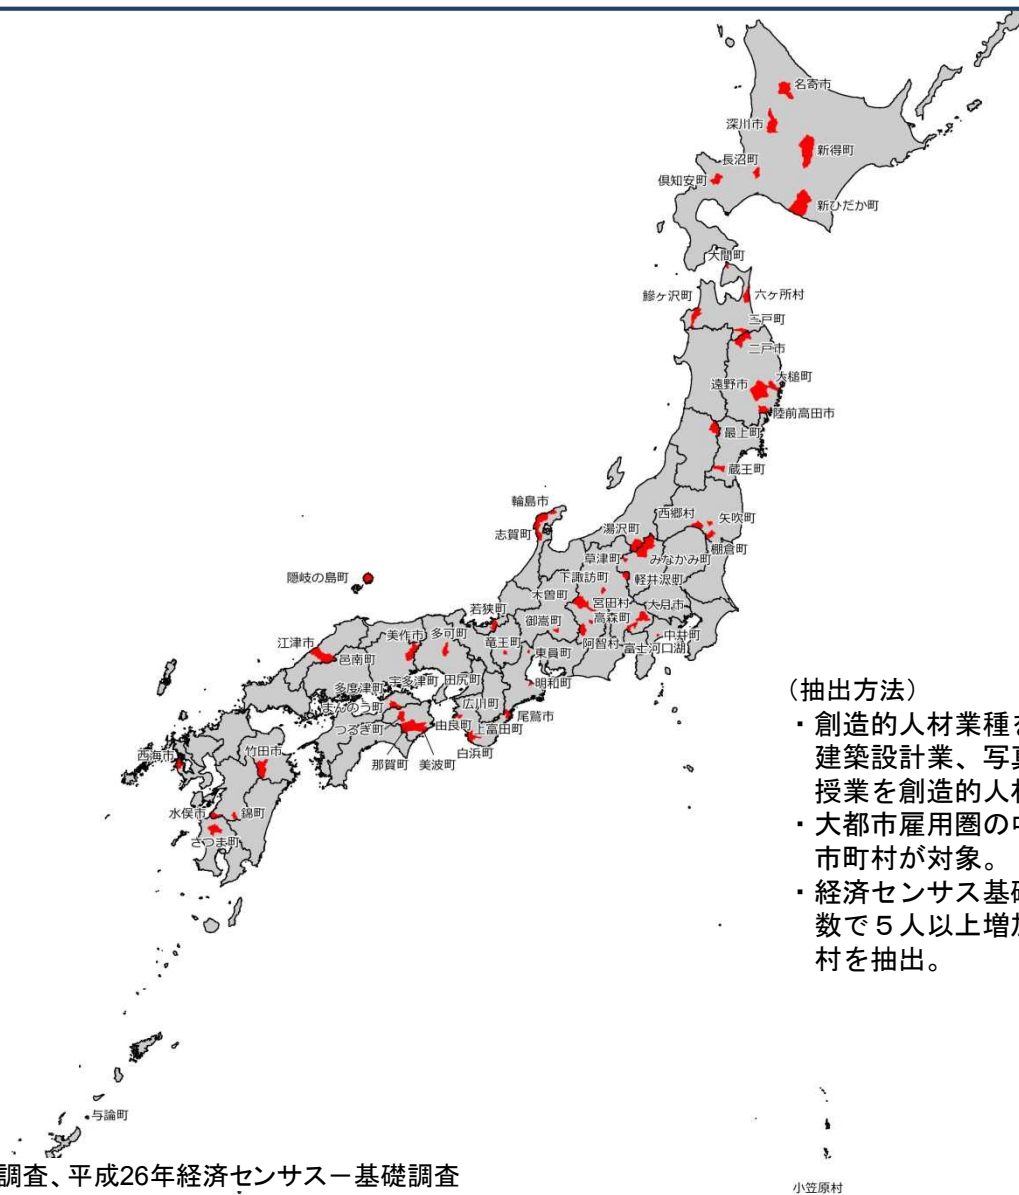 名寄市
深川市
新得町
長沼町
倶知安町
新ひだか町
大間町
鰺ヶ沢町
六ヶ所村
三戸町
二戸市
遠野市
大槌町
陸前高田市
最上町
蔵王町
輪島市
志賀町
西郷村
矢吹町
湯沢町
棚倉町
草津町
みなかみ町
隠岐の島町
下諏訪町
軽井沢町
木曽町
宮田村
大月市
若狭町
御嵩町
高森町
江津市
美作市
多可町
竜王町
東員町
阿智村
富士河口湖
中井町
邑南町
多度津町
宇多津町
田尻町
明和町
まんのう町
広川町
尾鷲市
つるぎ町
由良町
上富田町
那賀町
美波町
白浜町
西海市
竹田市
水俣市
錦町
さつま町
（抽出方法）
・創造的人材業種を
建築設計業、写真
授業を創造的人材
・大都市雇用圏の中
市町村が対象。
・経済センサス基礎
数で５人以上増加
村を抽出。
与論町
調査、平成26年経済センサス－基礎調査
小笠原村